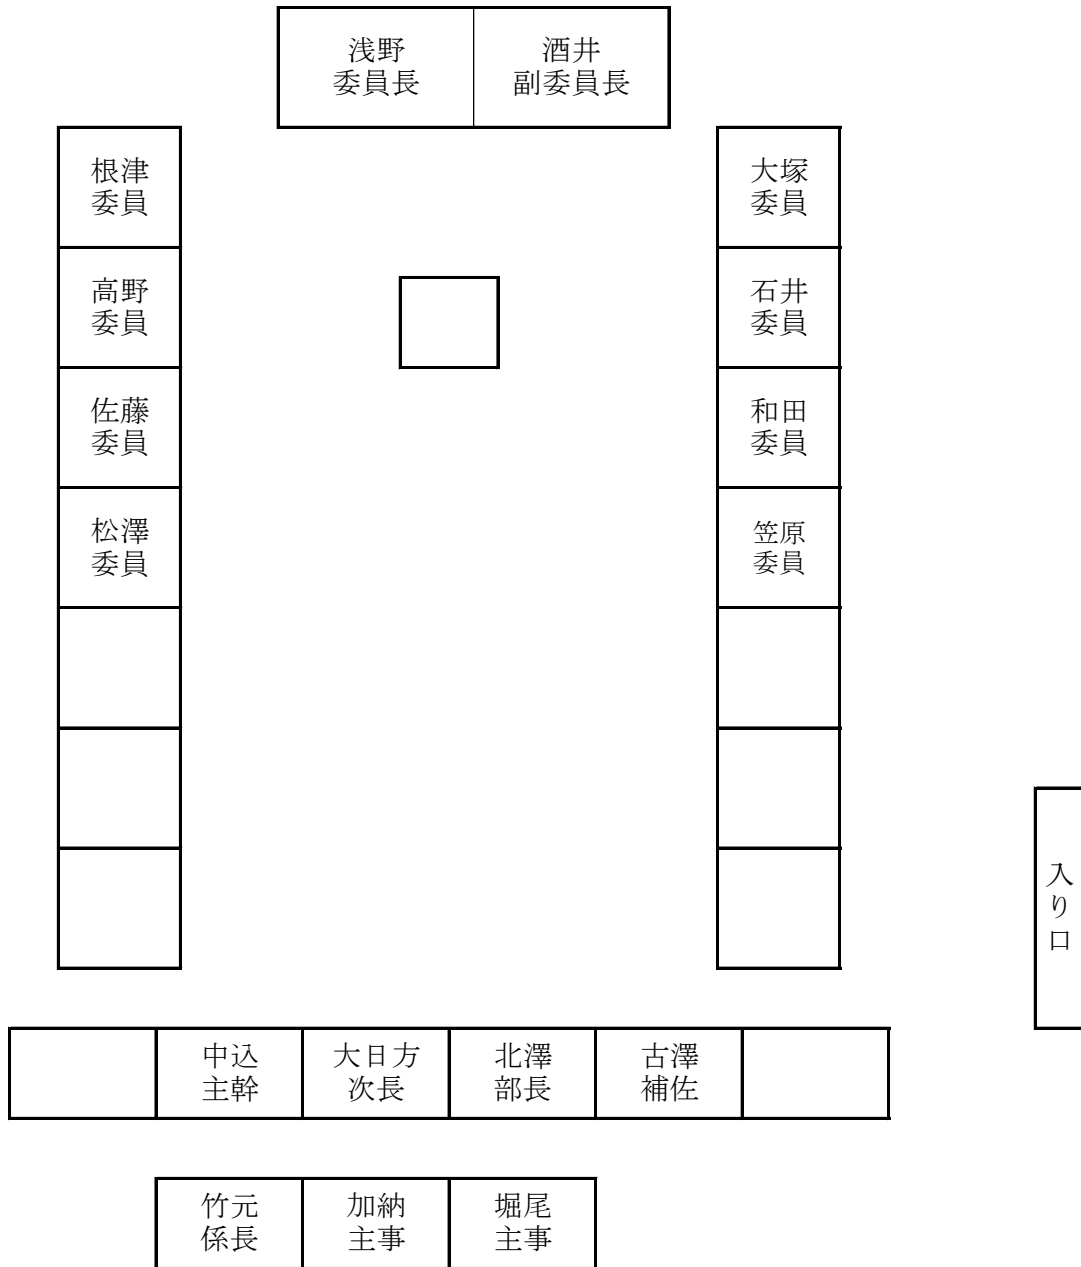 浅野
委員長
酒井
副委員長
根津
委員
大塚
委員
高野
委員
石井
委員
佐藤
委員
和田
委員
松澤
委員
笠原
委員
入り口
中込
主幹
大日方
次長
北澤
部長
古澤
補佐
竹元
係長
加納
主事
堀尾
主事